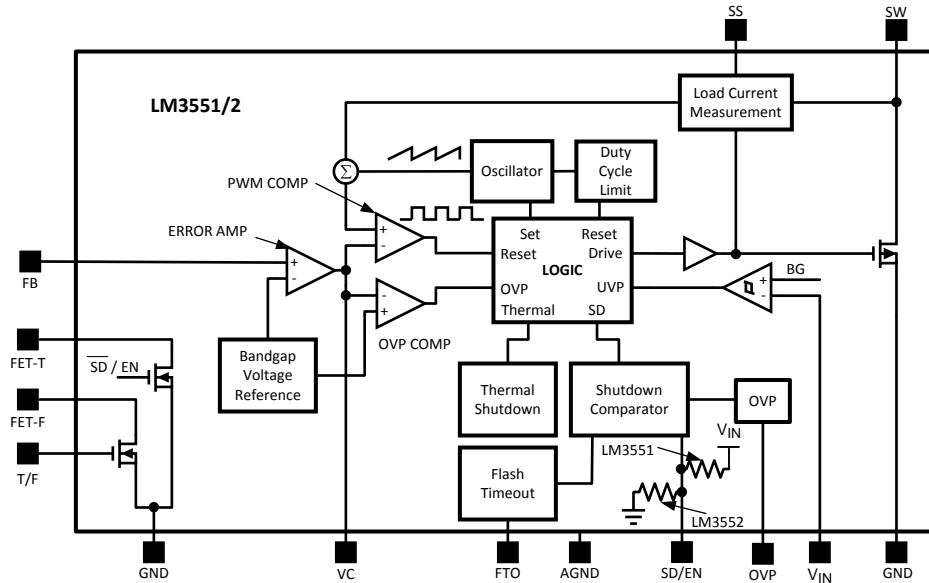 SS
SW
LM3551/2
Load Current
Measurement
Σ
Oscillator
Duty
Cycle
Limit
PWM COMP
ERROR AMP
+
-
Set
Reset
Reset
LOGIC
Drive
FB
+
-
BG
+
-
OVP
UVP
-
+
Thermal
SD
OVP COMP
FET-T
SD / EN
Bandgap
Voltage
Reference
Thermal
Shutdown
Shutdown
Comparator
OVP
FET-F
T/F
VIN
LM3551
Flash
Timeout
LM3552
GND
VC
FTO
AGND
SD/EN
OVP
VIN
GND